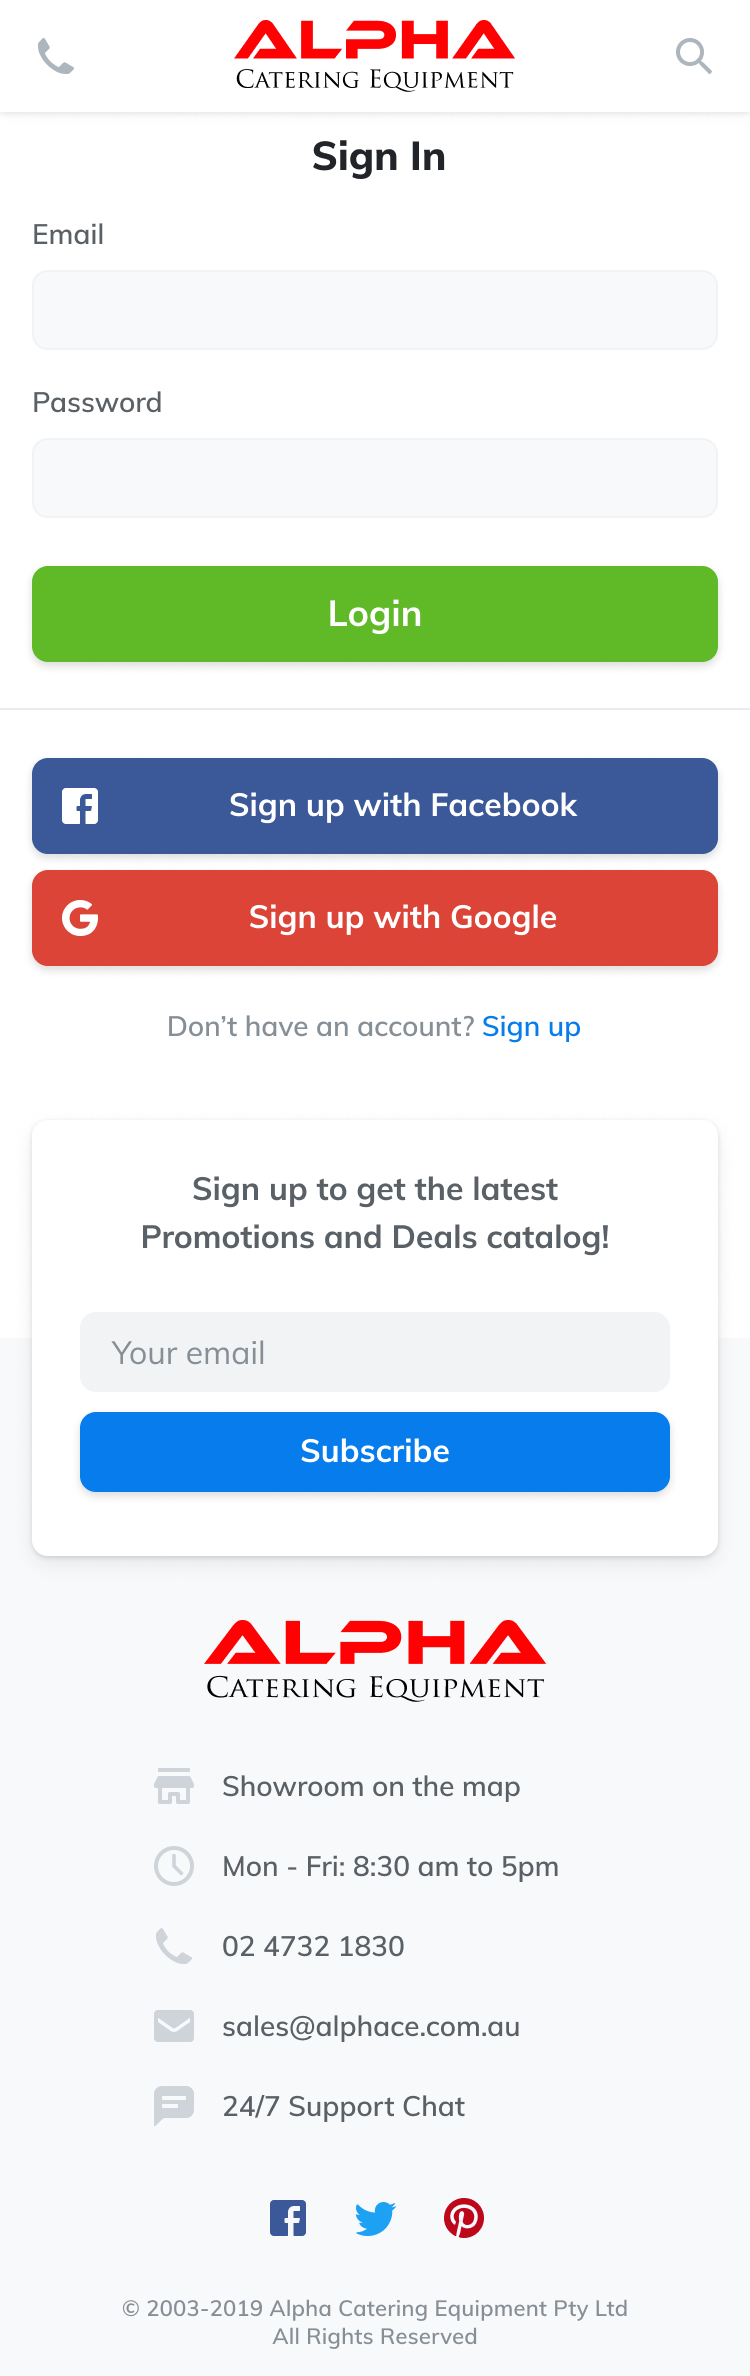 ALPHA
CATERING EQUIPMENT
Sign In
Email
Password
Login
Sign up with Facebook
Sign up with Google
Don’t have an account? Sign up
Sign up to get the latest
Promotions and Deals catalog!
Your email
Subscribe
ALPHA
CATERING EQUIPMENT
Showroom on the map
Mon - Fri: 8:30 am to 5pm
02 4732 1830
sales@alphace.com.au
24/7 Support Chat
© 2003-2019 Alpha Catering Equipment Pty Ltd
All Rights Reserved